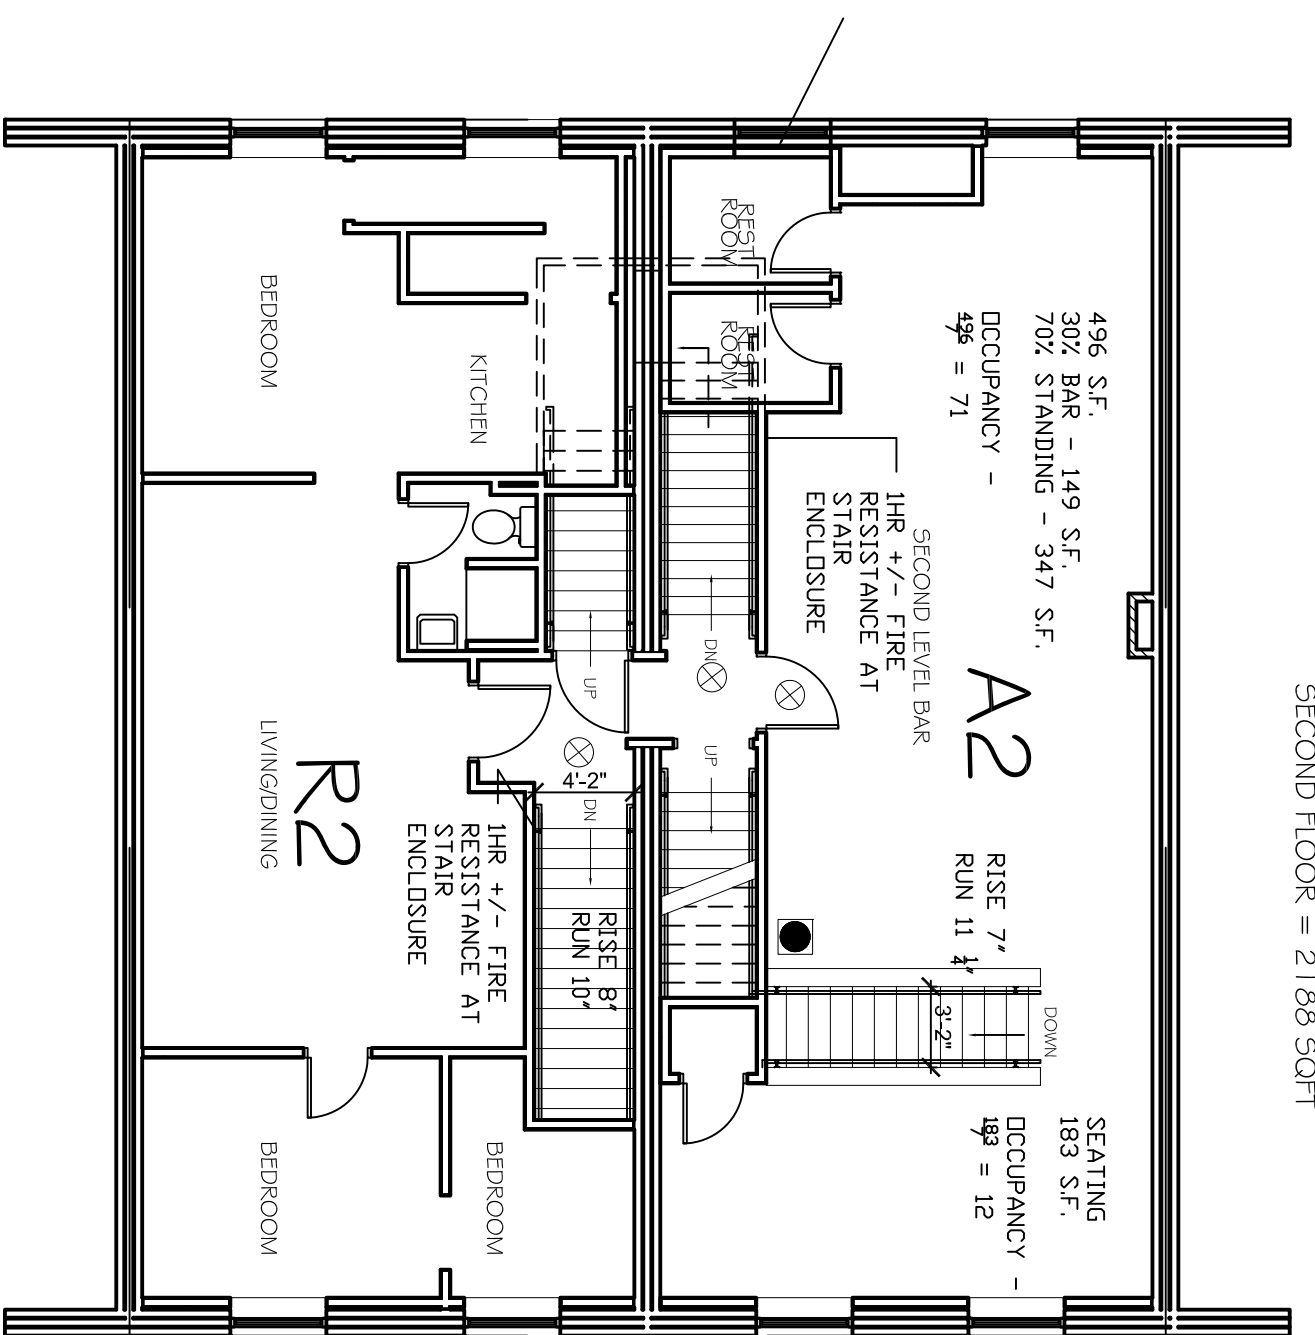 SECOND FLOOR = 2188 SQFT
496 S.F.
30% BAR - 149 S.F.
70% STANDING - 347 S.F.
OCCUPANCY -
496/7 = 71
SEATING
183 S.F.
OCCUPANCY -
183/7 = 12
A2
RISE 7"
RUN 11 1/4"
DOWN
3'-2"
SECOND LEVEL BAR
1HR +/- FIRE
RESISTANCE AT
STAIR
ENCLOSURE
REST
ROOM
REST
ROOM
DN
UP
UP
DN
4'-2"
RISE 8"
RUN 10"
1HR +/- FIRE
RESISTANCE AT
STAIR
ENCLOSURE
KITCHEN
BEDROOM
R2
LIVING/DINING
BEDROOM
BEDROOM